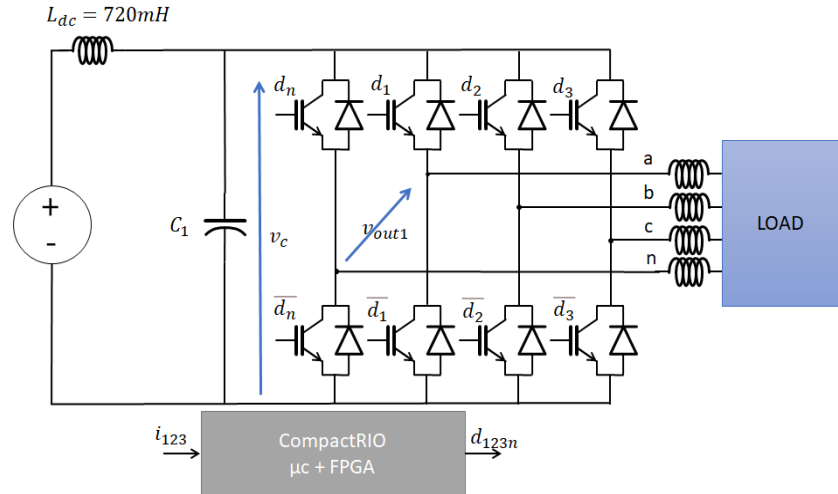 L_dc = 720mH
d_n d_1 d_2 d_3
a
b
c
n
LOAD
+
-
C_1
v_c
v_out1
d̅_n̅ d̅_1̅ d̅_2̅ d̅_3̅
i_123
CompactRIO
μc + FPGA
d_123n